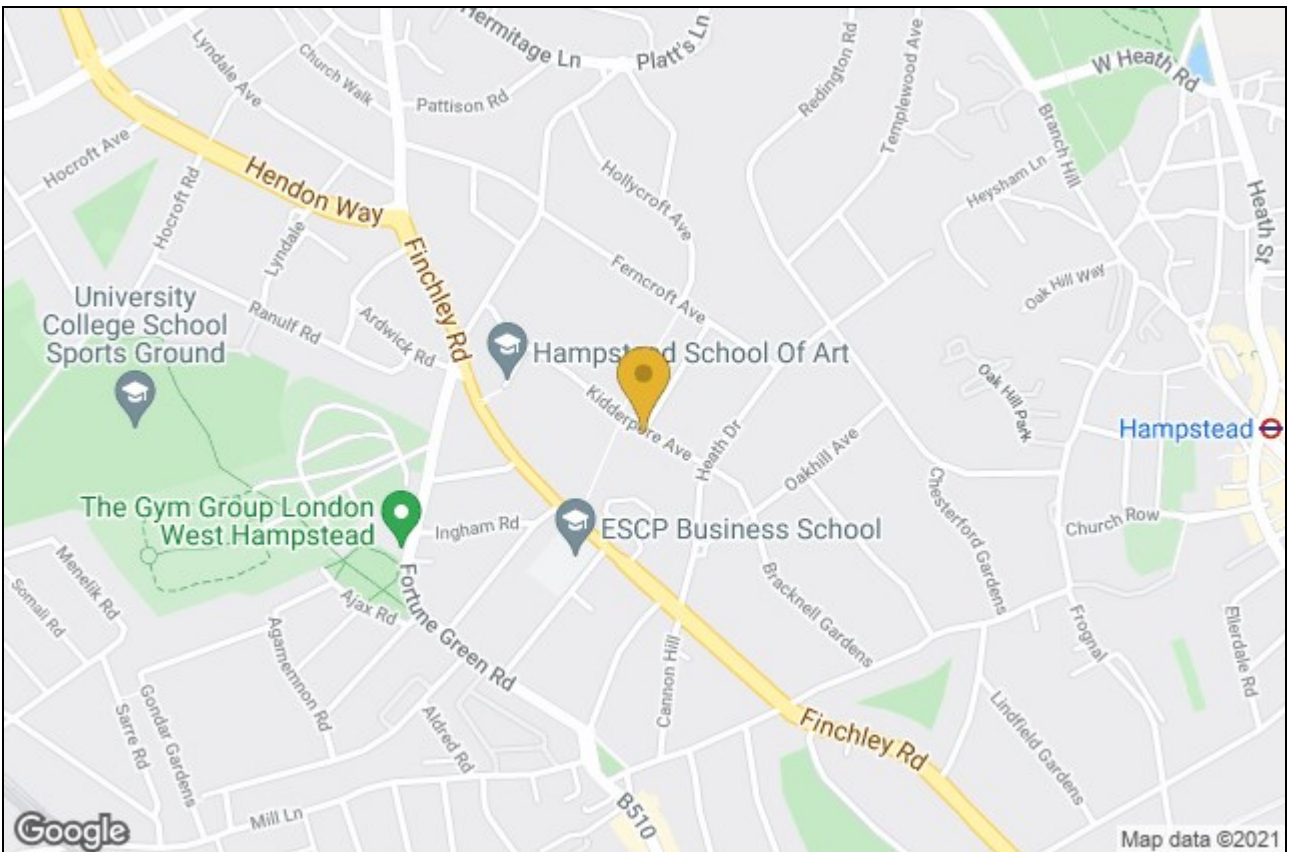 Hermitage Ln
Platt's Ln
Lyndale Ave
Church Walk
Pattison Rd
Redington Rd
Templewood Ave
W Heath Rd
Hocroft Ave
Hendon Way
Hocroft Rd
Hollycroft Ave
Branch Hill
Heysham Ln
Heath St
Lyndale
Finchley Rd
Ferncroft Ave
Oak Hill Way
University
College School
Sports Ground
Ranulf Rd
Ardwick Rd
Hampstead School Of Art
Kidderpore Ave
Oak Hill Park
Hampstead
Heath Dr
Oakhill Ave
Chesterford Gardens
The Gym Group London
West Hampstead
Ingham Rd
ESCP Business School
Church Row
Menelik Rd
Somali Rd
Ajax Rd
Fortune Green Rd
Bracknell Gardens
Frognal
Ellerdale Rd
Agamemnon Rd
Cannon Hill
Sarre Rd
Gondar Gardens
Aldred Rd
Finchley Rd
Lindfield Gardens
Mill Ln
B510
Google
Map data ©2021